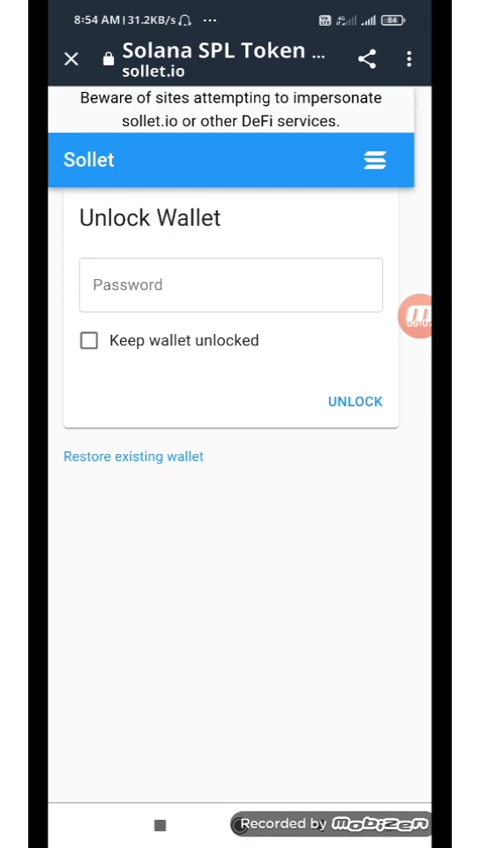 8:54 AM | 31.2KB/s ...
84
Solana SPL Token ...
sollet.io
Beware of sites attempting to impersonate
sollet.io or other DeFi services.
Sollet
Unlock Wallet
Password
Keep wallet unlocked
UNLOCK
Restore existing wallet
Recorded by mobizen